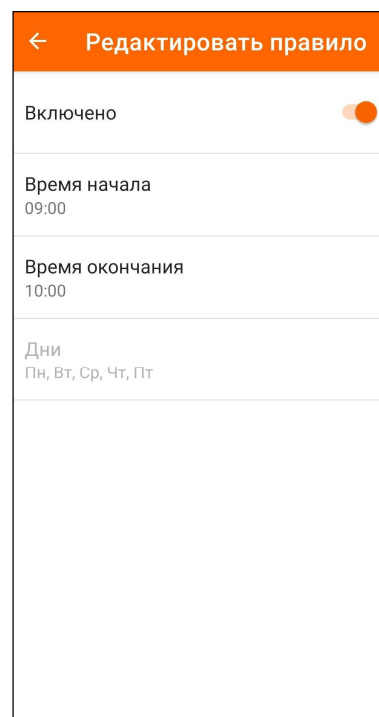 Редактировать правило
Включено
Время начала
09:00
Время окончания
10:00
Дни
Пн, Вт, Ср, Чт, Пт